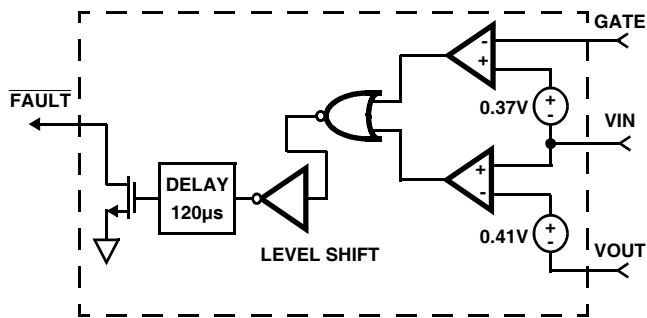 GATE
-
+
FAULT
0.37V
+
-
VIN
DELAY
120µs
+
-
LEVEL SHIFT
0.41V
+
-
VOUT